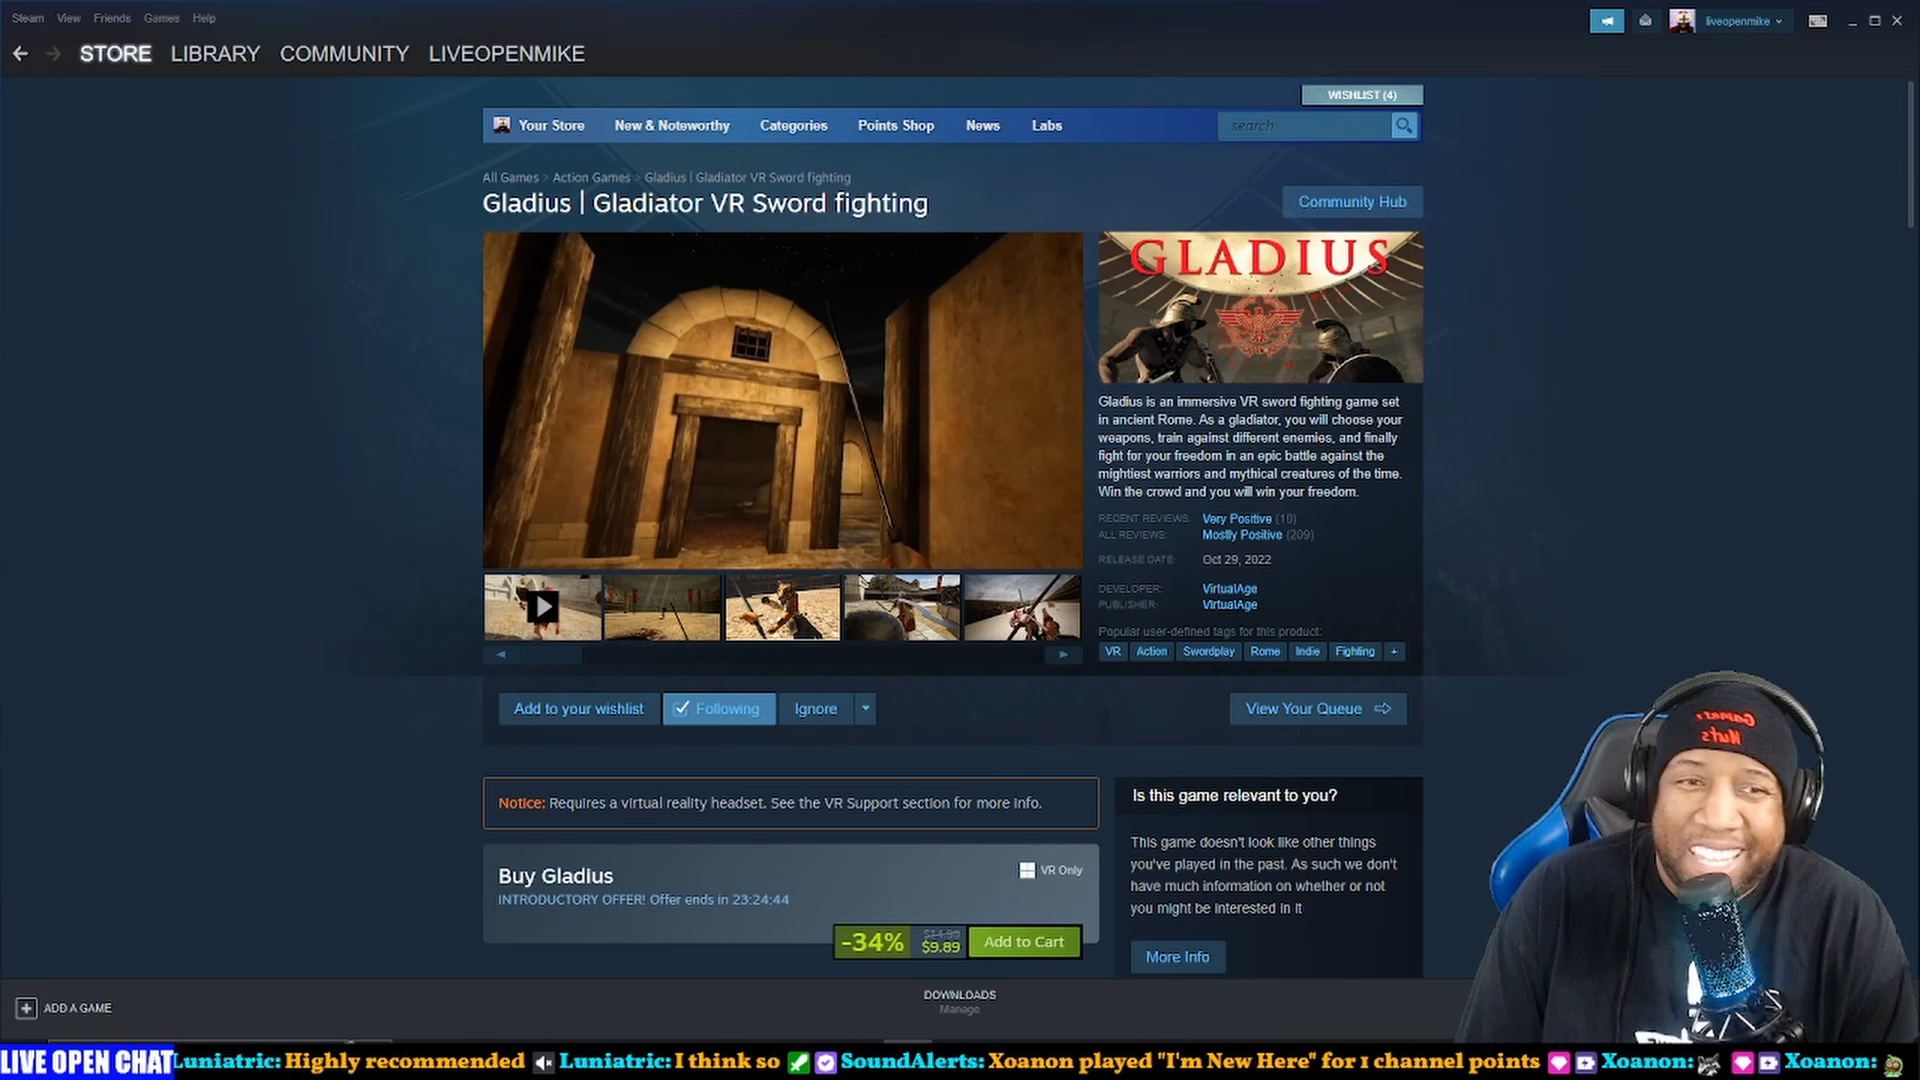 Steam View Friends Games Help
liveopenmike
STORE LIBRARY COMMUNITY LIVEOPENMIKE
WISHLIST (4)
Your Store New & Noteworthy Categories Points Shop News Labs
search
All Games > Action Games > Gladius | Gladiator VR Sword fighting
Gladius | Gladiator VR Sword fighting
Community Hub
GLADIUS
Gladius is an immersive VR sword fighting game set
in ancient Rome. As a gladiator, you will choose your
weapons, train against different enemies, and finally
fight for your freedom in an epic battle against the
mightiest warriors and mythical creatures of the time.
Win the crowd and you will win your freedom.
RECENT REVIEWS: Very Positive (10)
ALL REVIEWS: Mostly Positive (209)
RELEASE DATE: Oct 29, 2022
DEVELOPER: VirtualAge
PUBLISHER: VirtualAge
Popular user-defined tags for this product:
VR Action Swordplay Rome Indie Fighting +
Add to your wishlist Following Ignore
View Your Queue
Notice: Requires a virtual reality headset. See the VR Support section for more info.
Is this game relevant to you?
This game doesn't look like other things
you've played in the past. As such we don't
have much information on whether or not
you might be interested in it
More Info
Buy Gladius
VR Only
INTRODUCTORY OFFER! Offer ends in 23:24:44
-34% $14.99 $9.89 Add to Cart
Gamer's
Nuts
ADD A GAME
DOWNLOADS
Manage
LIVE OPEN CHAT Luniatric: Highly recommended Luniatric: I think so SoundAlerts: Xoanon played "I'm New Here" for 1 channel points Xoanon: Xoanon: